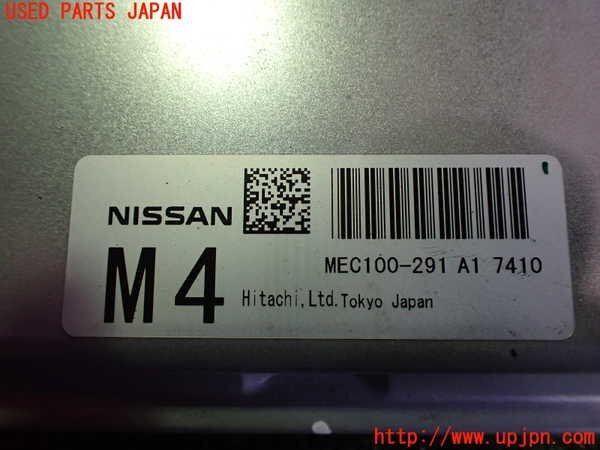 USED PARTS JAPAN
NISSAN
M4
MEC100-291 A1 7410
Hitachi,Ltd.Tokyo Japan
http://www.upjpn.com/